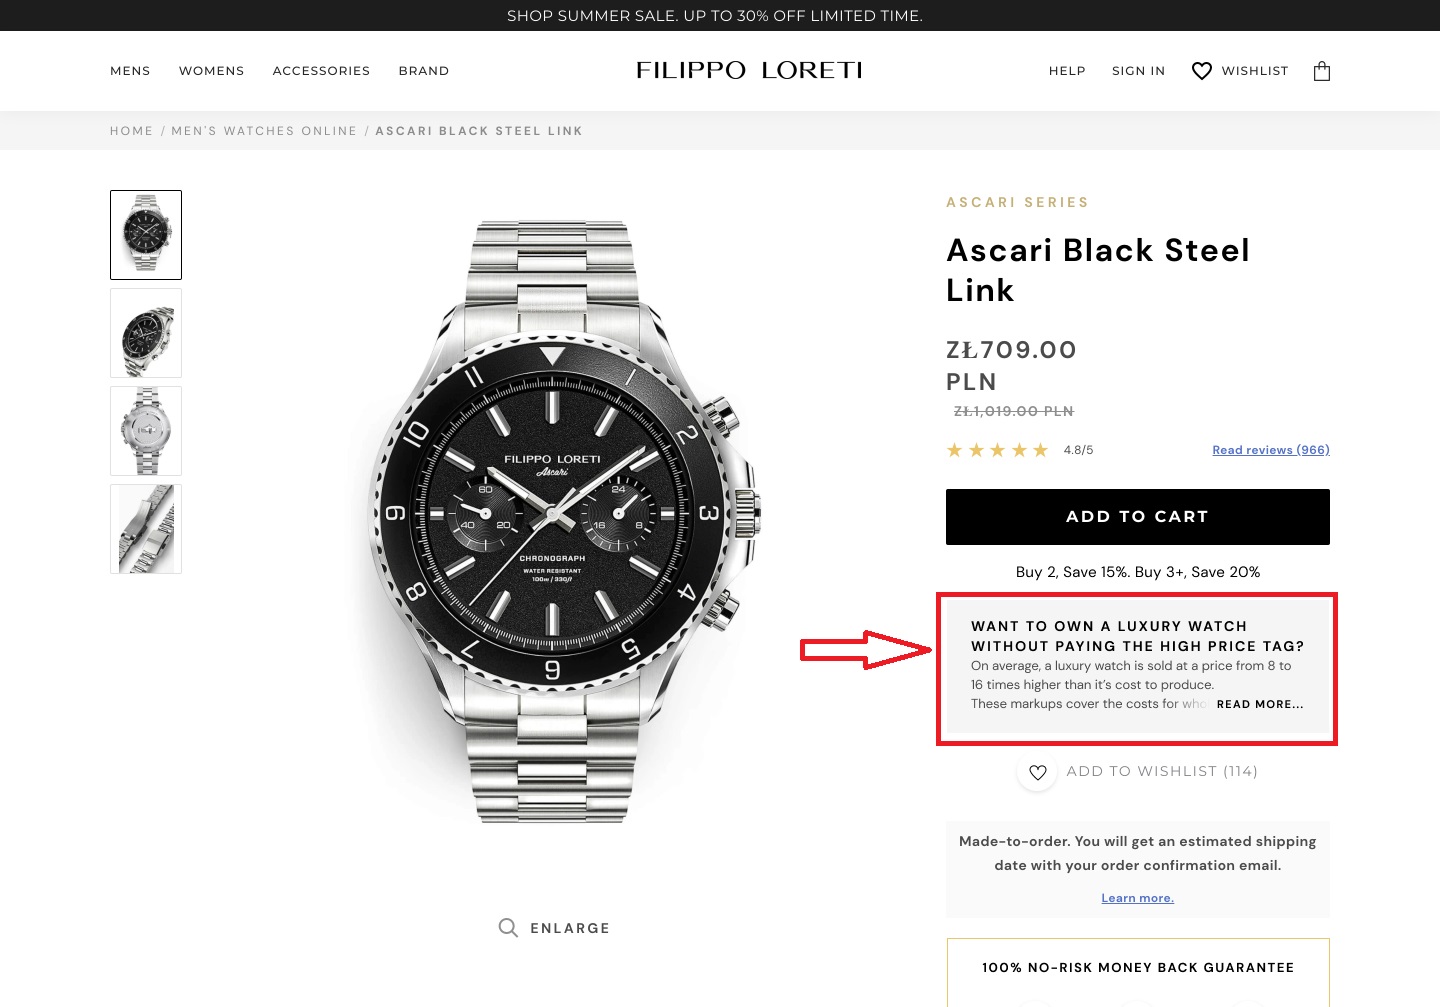 SHOP SUMMER SALE. UP TO 30% OFF LIMITED TIME.
MENS WOMENS ACCESSORIES BRAND
FILIPPO LORETI
HELP SIGN IN WISHLIST
HOME / MEN'S WATCHES ONLINE / ASCARI BLACK STEEL LINK
FILIPPO LORETI
Ascari
60
40 20
24
16 8
CHRONOGRAPH
WATER RESISTANT
100m / 330ft
1
2
3
4
5
6
7
8
9
10
11
ENLARGE
ASCARI SERIES
Ascari Black Steel
Link
ZŁ709.00
PLN
ZŁ1,019.00 PLN
4.8/5 Read reviews (966)
ADD TO CART
Buy 2, Save 15%. Buy 3+, Save 20%
WANT TO OWN A LUXURY WATCH
WITHOUT PAYING THE HIGH PRICE TAG?
On average, a luxury watch is sold at a price from 8 to
16 times higher than it's cost to produce.
These markups cover the costs for READ MORE...
ADD TO WISHLIST (114)
Made-to-order. You will get an estimated shipping
date with your order confirmation email.
Learn more.
100% NO-RISK MONEY BACK GUARANTEE